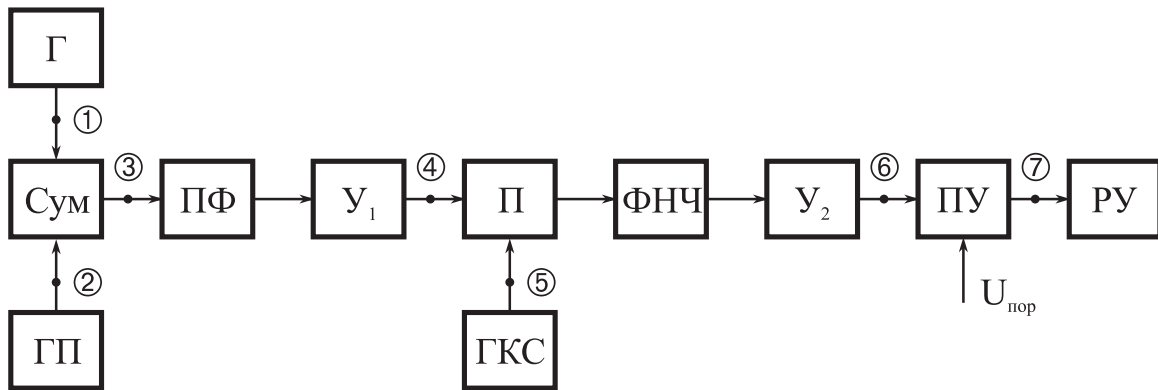 Г
①
Сум
③
ПФ
У₁
④
П
ФНЧ
У₂
⑥
ПУ
⑦
РУ
②
⑤
Uпор
ГП
ГКС